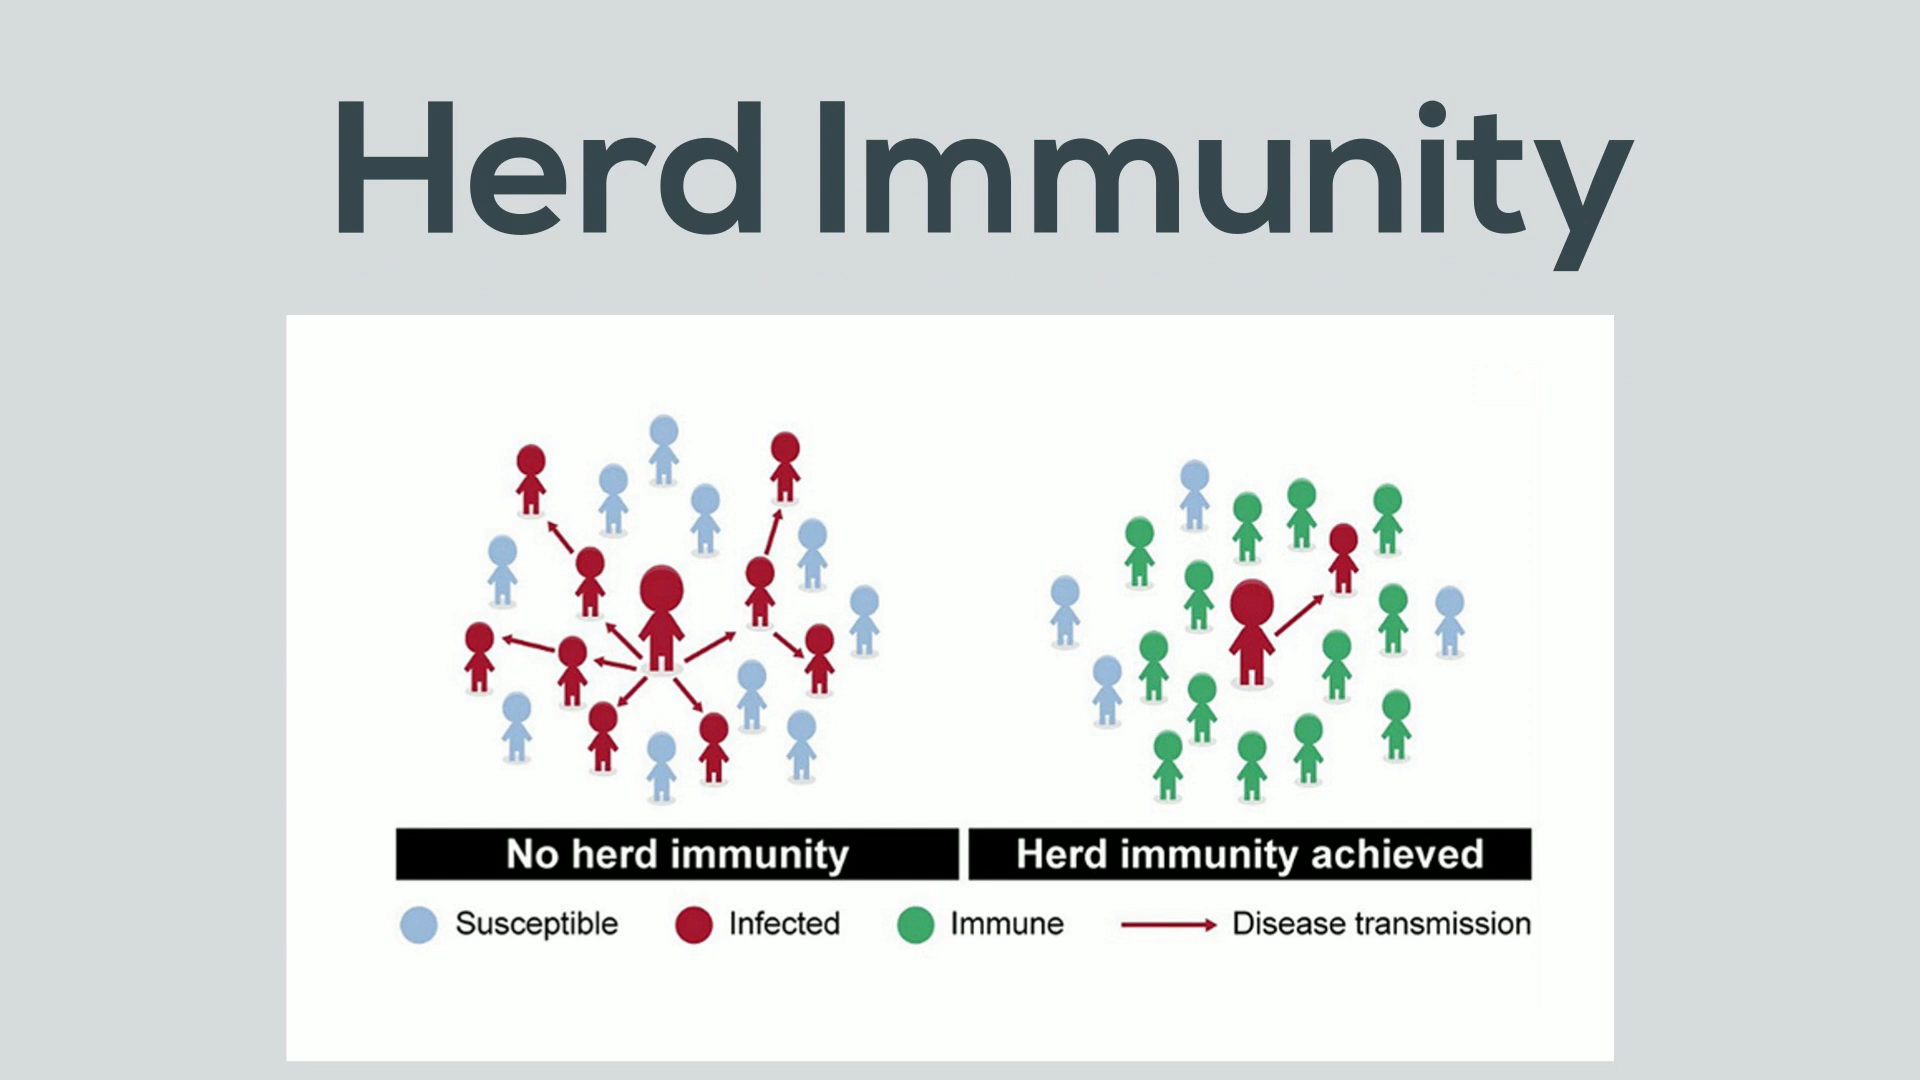 Herd Immunity
No herd immunity
Herd immunity achieved
Susceptible
Infected
Immune
Disease transmission